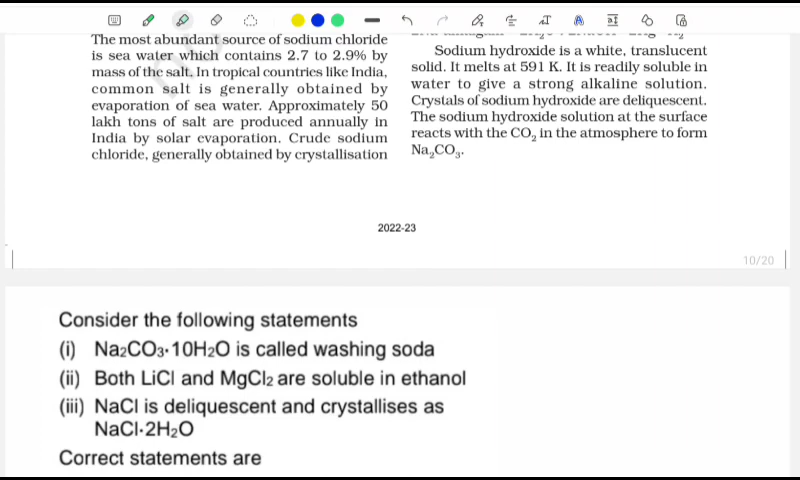 The most abundant source of sodium chloride
is sea water which contains 2.7 to 2.9% by
mass of the salt. In tropical countries like India,
common salt is generally obtained by
evaporation of sea water. Approximately 50
lakh tons of salt are produced annually in
India by solar evaporation. Crude sodium
chloride, generally obtained by crystallisation
Sodium hydroxide is a white, translucent
solid. It melts at 591 K. It is readily soluble in
water to give a strong alkaline solution.
Crystals of sodium hydroxide are deliquescent.
The sodium hydroxide solution at the surface
reacts with the CO₂ in the atmosphere to form
Na₂CO₃.
2022-23
10/20
Consider the following statements
(i) Na₂CO₃·10H₂O is called washing soda
(ii) Both LiCl and MgCl₂ are soluble in ethanol
(iii) NaCl is deliquescent and crystallises as
NaCl·2H₂O
Correct statements are